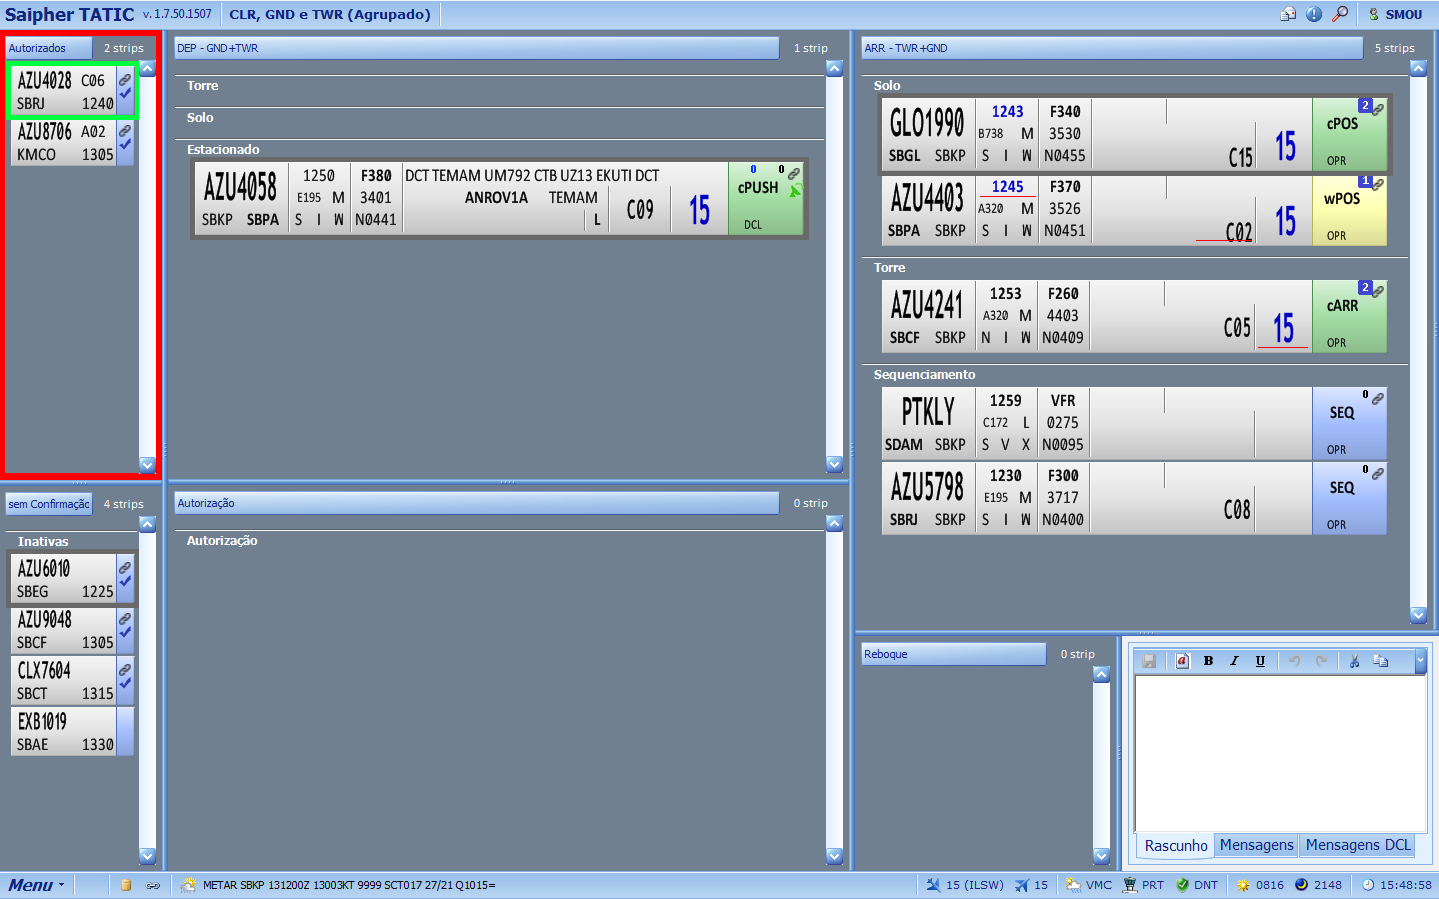 Saipher TATIC v. 1.7.50.1507 CLR, GND e TWR (Agrupado) SMOU
Autorizados 2 strips
AZU4028 C06
SBRJ 1240
AZU8706 A02
KMCO 1305
DEP - GND+TWR 1 strip
Torre
Solo
Estacionado
AZU4058 1250 F380 DCT TEMAM UM792 CTB UZ13 EKUTI DCT 0 0
E195 M 3401 ANROV1A TEMAM C09 15 cPUSH
SBKP SBPA S I W N0441 L DCL
ARR - TWR+GND 5 strips
Solo
GLO1990 1243 F340 2
B738 M 3530 15 cPOS
SBGL SBKP S I W N0455 C15 OPR
AZU4403 1245 F370 1
A320 M 3526 15 wPOS
SBPA SBKP S I W N0451 C02 OPR
Torre
AZU4241 1253 F260 2
A320 M 4403 C05 15 cARR
SBCF SBKP N I W N0409 OPR
Sequenciamento
PTKLY 1259 VFR 0
C172 L 0275 SEQ
SDAM SBKP S V X N0095 OPR
AZU5798 1230 F300 0
E195 M 3717 C08 SEQ
SBRJ SBKP S I W N0400 OPR
sem Confirmação 4 strips
Inativas
AZU6010
SBEG 1225
AZU9048
SBCF 1305
CLX7604
SBCT 1315
EXB1019
SBAE 1330
Autorização 0 strip
Autorização
Reboque 0 strip
a B I U
Rascunho Mensagens Mensagens DCL
Menu METAR SBKP 131200Z 13003KT 9999 SCT017 27/21 Q1015= 15 (ILSW) 15 VMC PRT DNT 0816 2148 15:48:58